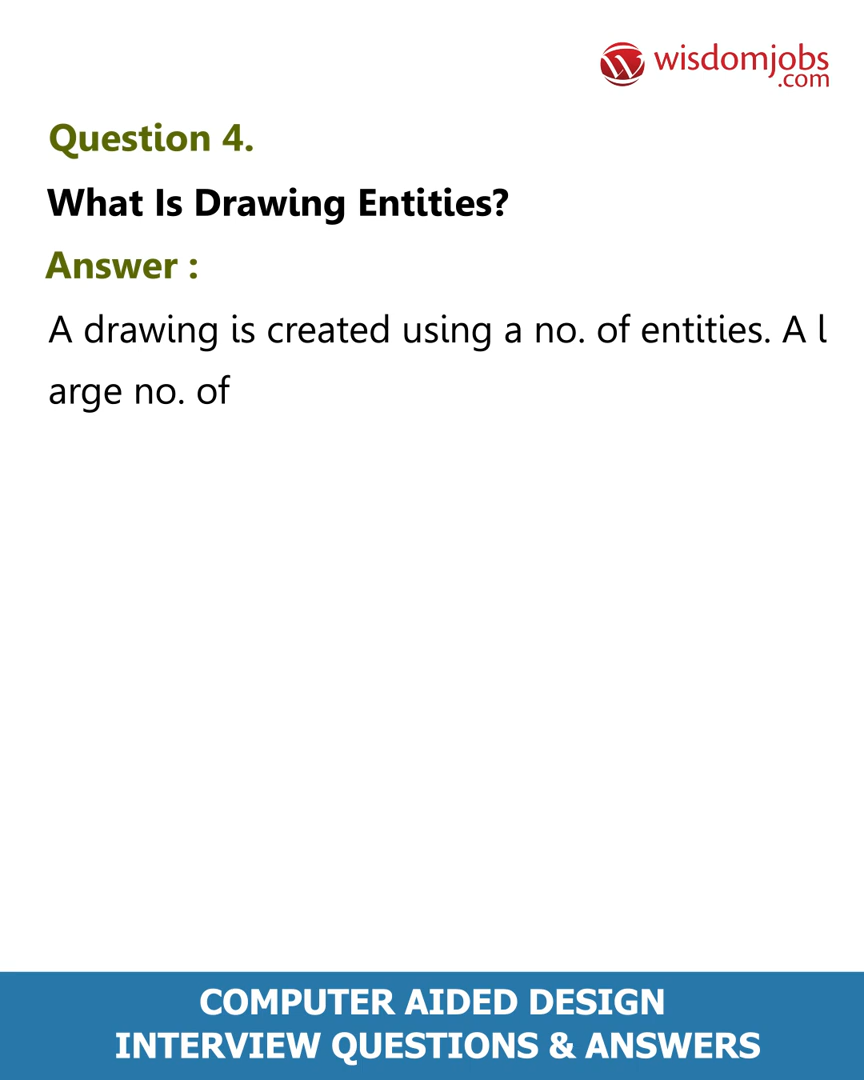 wisdomjobs
.com
Question 4.
What Is Drawing Entities?
Answer :
A drawing is created using a no. of entities. A l
arge no. of
COMPUTER AIDED DESIGN
INTERVIEW QUESTIONS & ANSWERS